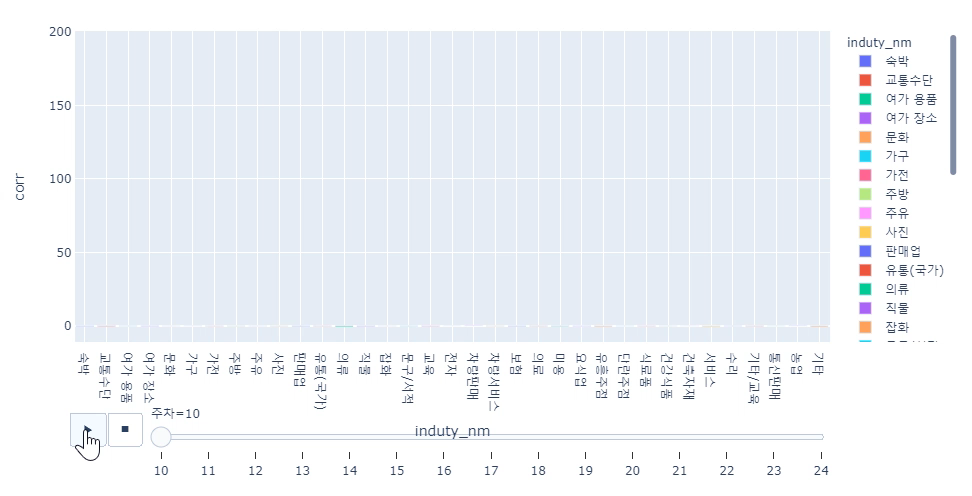 200
150
100
50
0
corr
숙박
교통수단
여가 용품
여가 장소
문화
가구
가전
주방
주유
사진
판매업
유통(국가)
의류
직물
잡화
문구/서적
교육
전자
차량판매
차량서비스
보험
의료
미용
요식업
유흥주점
단란주점
식료품
건강식품
건축자재
서비스
수리
기타/교육
통신판매
농업
기타
induty_nm
주차=10
10
11
12
13
14
15
16
17
18
19
20
21
22
23
24
induty_nm
숙박
교통수단
여가 용품
여가 장소
문화
가구
가전
주방
주유
사진
판매업
유통(국가)
의류
직물
잡화